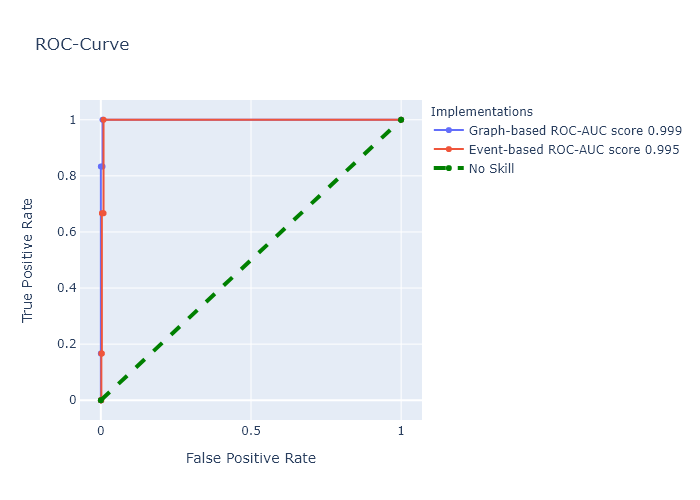 ROC-Curve
Implementations
Graph-based ROC-AUC score 0.999
Event-based ROC-AUC score 0.995
No Skill
True Positive Rate
1
0.8
0.6
0.4
0.2
0
0
0.5
1
False Positive Rate